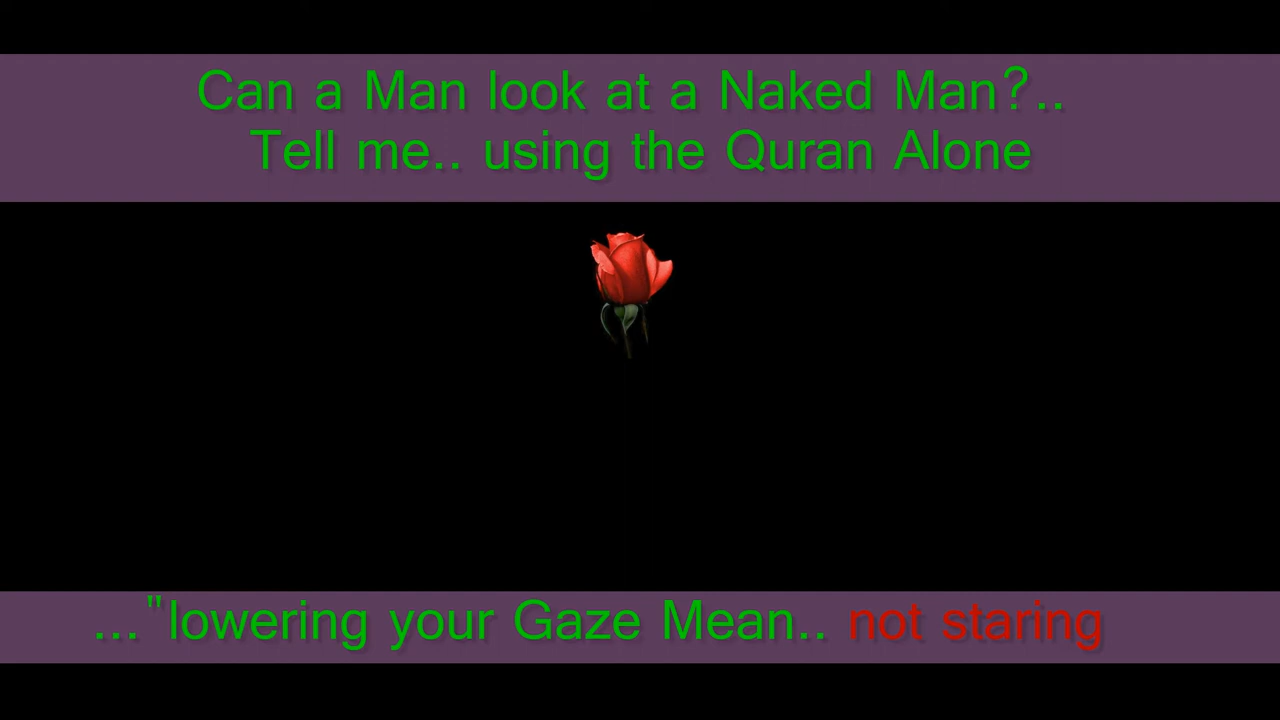 Can a Man look at a Naked Man?..
Tell me.. using the Quran Alone
..."lowering your Gaze Mean.. not staring